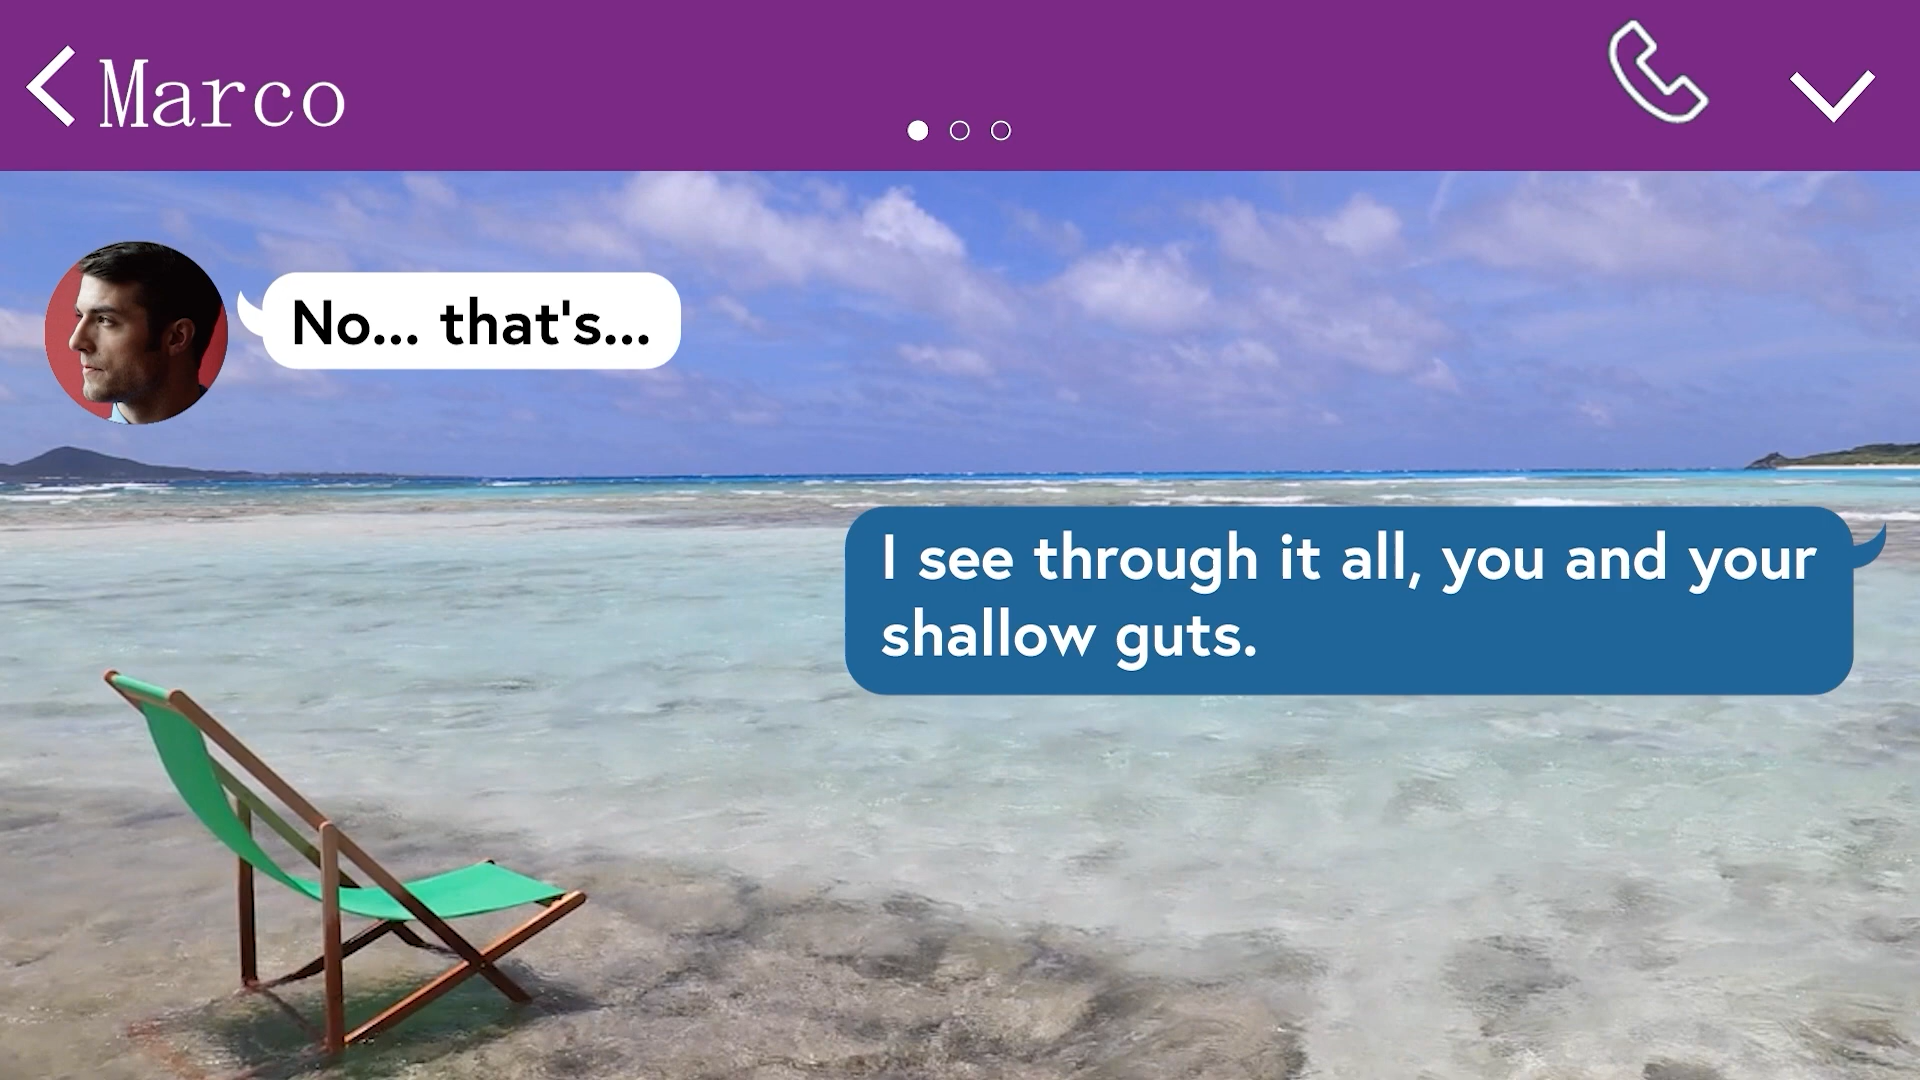 Marco
No... that's...
I see through it all, you and your
shallow guts.